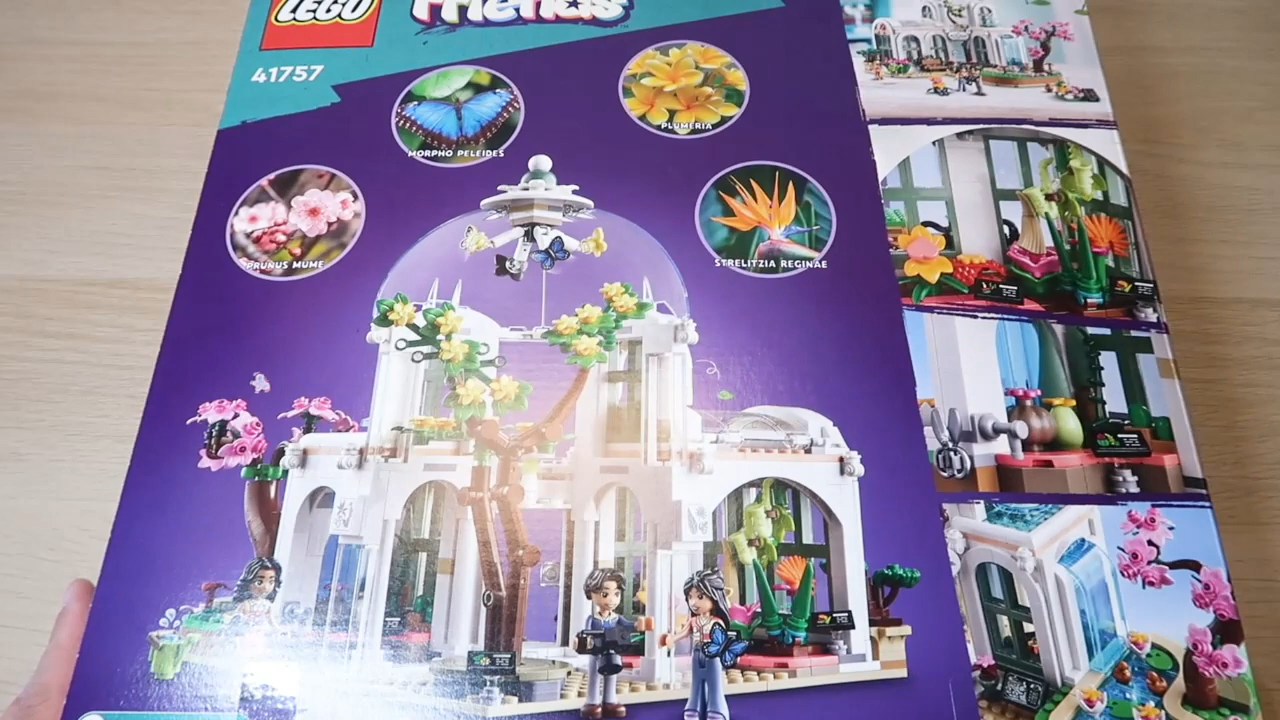 LEGO
Friends
41757
MORPHO PELEIDES
PLUMERIA
PRUNUS MUME
STRELITZIA REGINAE